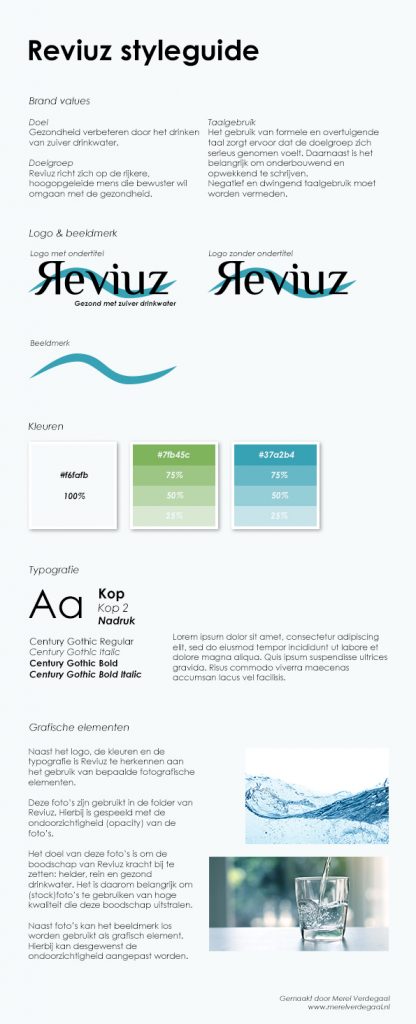 Reviuz styleguide
Brand values
Doel
Gezondheid verbeteren door het drinken
van zuiver drinkwater.
Doelgroep
Reviuz richt zich op de rijkere,
hoogopgeleide mens die bewuster wil
omgaan met de gezondheid.
Taalgebruik
Het gebruik van formele en overtuigende
taal zorgt ervoor dat de doelgroep zich
serieus genomen voelt. Daarnaast is het
belangrijk om onderbouwend en
opwekkend te schrijven.
Negatief en dwingend taalgebruik moet
worden vermeden.
Logo & beeldmerk
Logo met ondertitel
Reviuz
Gezond met zuiver drinkwater
Logo zonder ondertitel
Reviuz
Beeldmerk
Kleuren
#f6fafb
100%
#7fb45c
75%
50%
25%
#37a2b4
75%
50%
25%
Typografie
Aa
Kop
Kop 2
Nadruk
Century Gothic Regular
Century Gothic Italic
Century Gothic Bold
Century Gothic Bold Italic
Lorem ipsum dolor sit amet, consectetur adipiscing
elit, sed do eiusmod tempor incididunt ut labore et
dolore magna aliqua. Quis ipsum suspendisse ultrices
gravida. Risus commodo viverra maecenas
accumsan lacus vel facilisis.
Grafische elementen
Naast het logo, de kleuren en de
typografie is Reviuz te herkennen aan
het gebruik van bepaalde fotografische
elementen.
Deze foto's zijn gebruikt in de folder van
Reviuz. Hierbij is gespeeld met de
ondoorzichtigheid (opacity) van de
foto's.
Het doel van deze foto's is om de
boodschap van Reviuz kracht bij te
zetten: helder, rein en gezond
drinkwater. Het is daarom belangrijk om
(stock)foto's te gebruiken van hoge
kwaliteit die deze boodschap uitstralen.
Naast foto's kan het beeldmerk los
worden gebruikt als grafisch element.
Hierbij kan desgewenst de
ondoorzichtigheid aangepast worden.
Gemaakt door Merel Verdegaal
www.merelverdegaal.nl